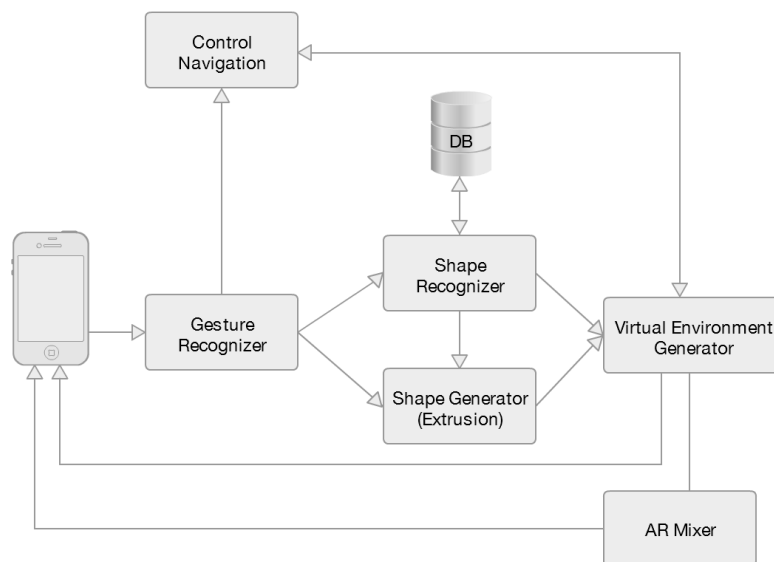 Control
Navigation
DB
Shape
Recognizer
Gesture
Recognizer
Virtual Environment
Generator
Shape Generator
(Extrusion)
AR Mixer